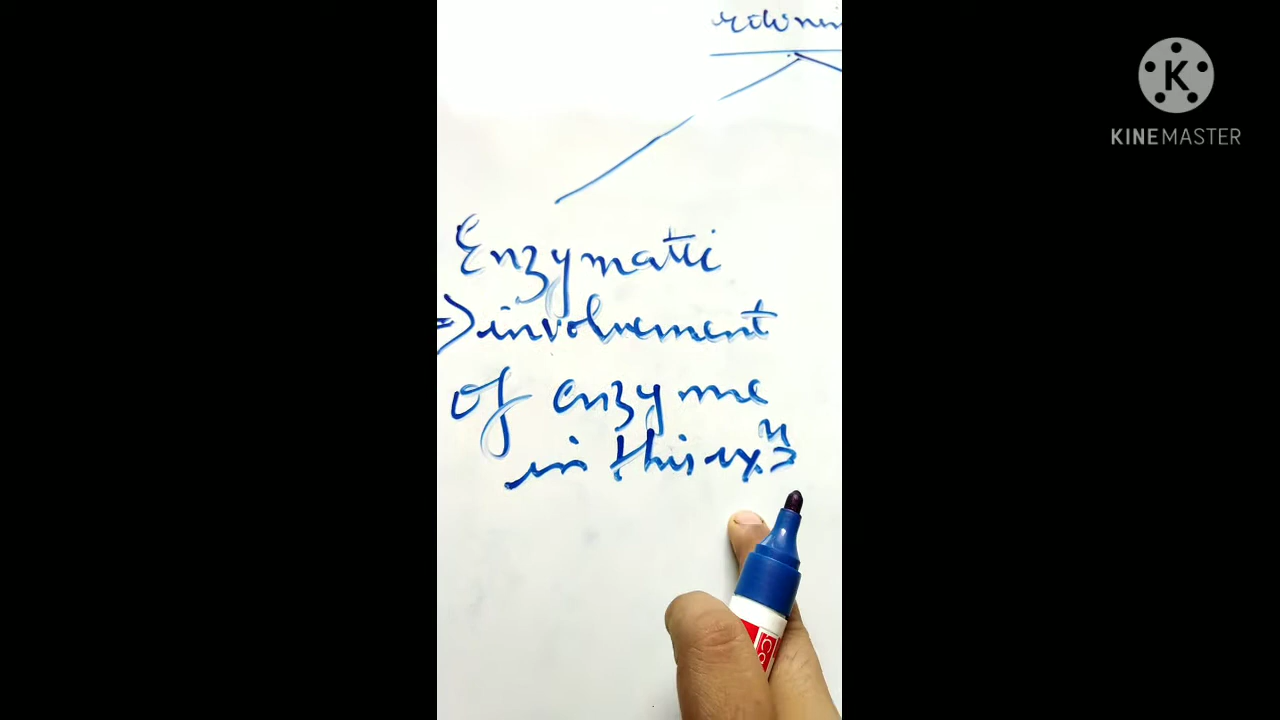 KINEMASTER
Enzymatic
=> involvement
of enzyme
in this rxn